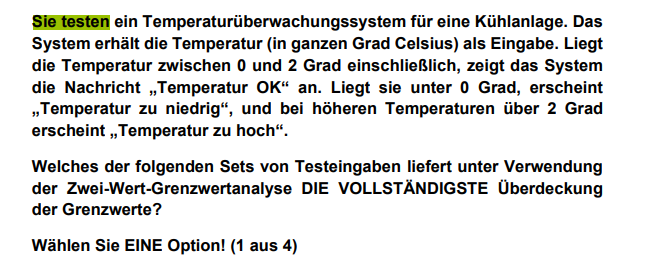 Sie testen ein Temperaturüberwachungssystem für eine Kühlanlage. Das
System erhält die Temperatur (in ganzen Grad Celsius) als Eingabe. Liegt
die Temperatur zwischen 0 und 2 Grad einschließlich, zeigt das System
die Nachricht „Temperatur OK“ an. Liegt sie unter 0 Grad, erscheint
„Temperatur zu niedrig“, und bei höheren Temperaturen über 2 Grad
erscheint „Temperatur zu hoch“.
Welches der folgenden Sets von Testeingaben liefert unter Verwendung
der Zwei-Wert-Grenzwertanalyse DIE VOLLSTÄNDIGSTE Überdeckung
der Grenzwerte?
Wählen Sie EINE Option! (1 aus 4)